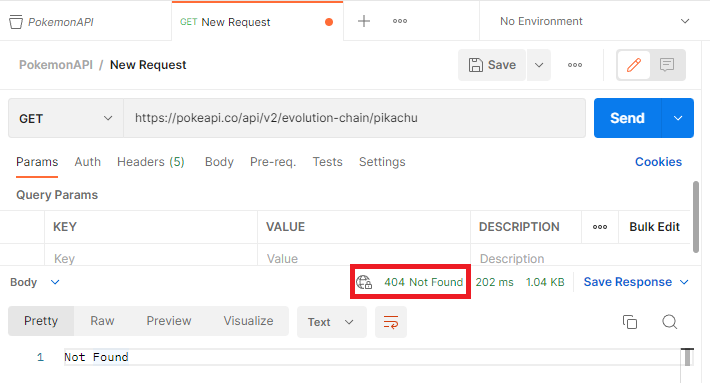 PokemonAPI GET New Request No Environment
PokemonAPI / New Request Save
GET https://pokeapi.co/api/v2/evolution-chain/pikachu Send
Params Auth Headers (5) Body Pre-req. Tests Settings Cookies
Query Params
KEY VALUE DESCRIPTION Bulk Edit
Key Value Description
Body 404 Not Found 202 ms 1.04 KB Save Response
Pretty Raw Preview Visualize Text
1 Not Found